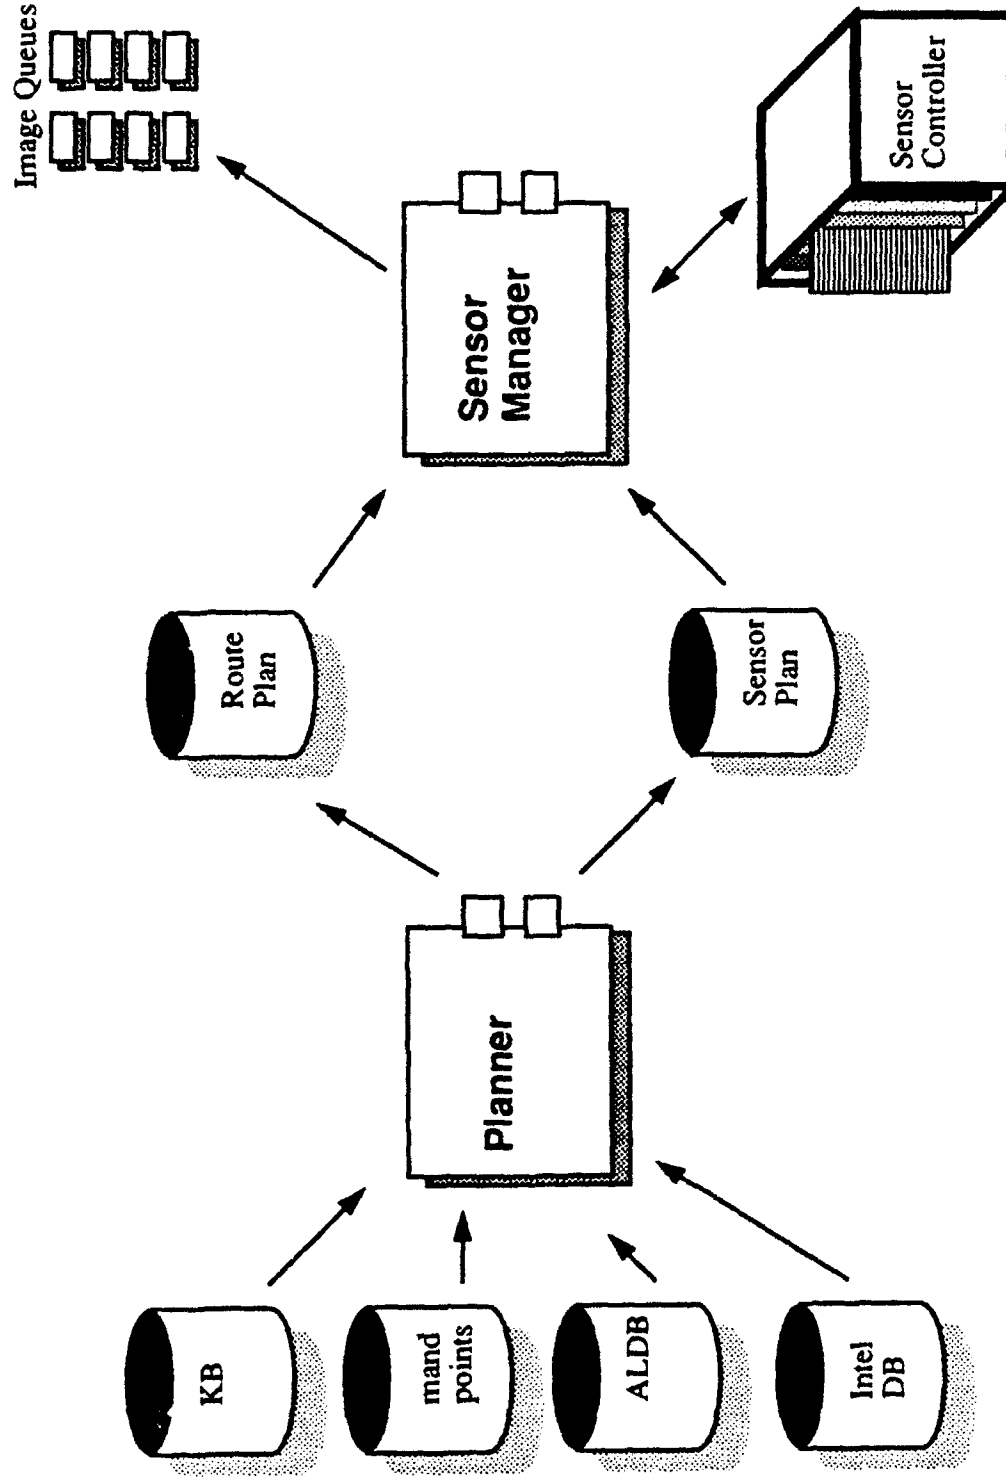 KB
mand
points
ALDB
Intel
DB
Planner
Route
Plan
Sensor
Plan
Sensor
Manager
Image Queues
Sensor
Controller